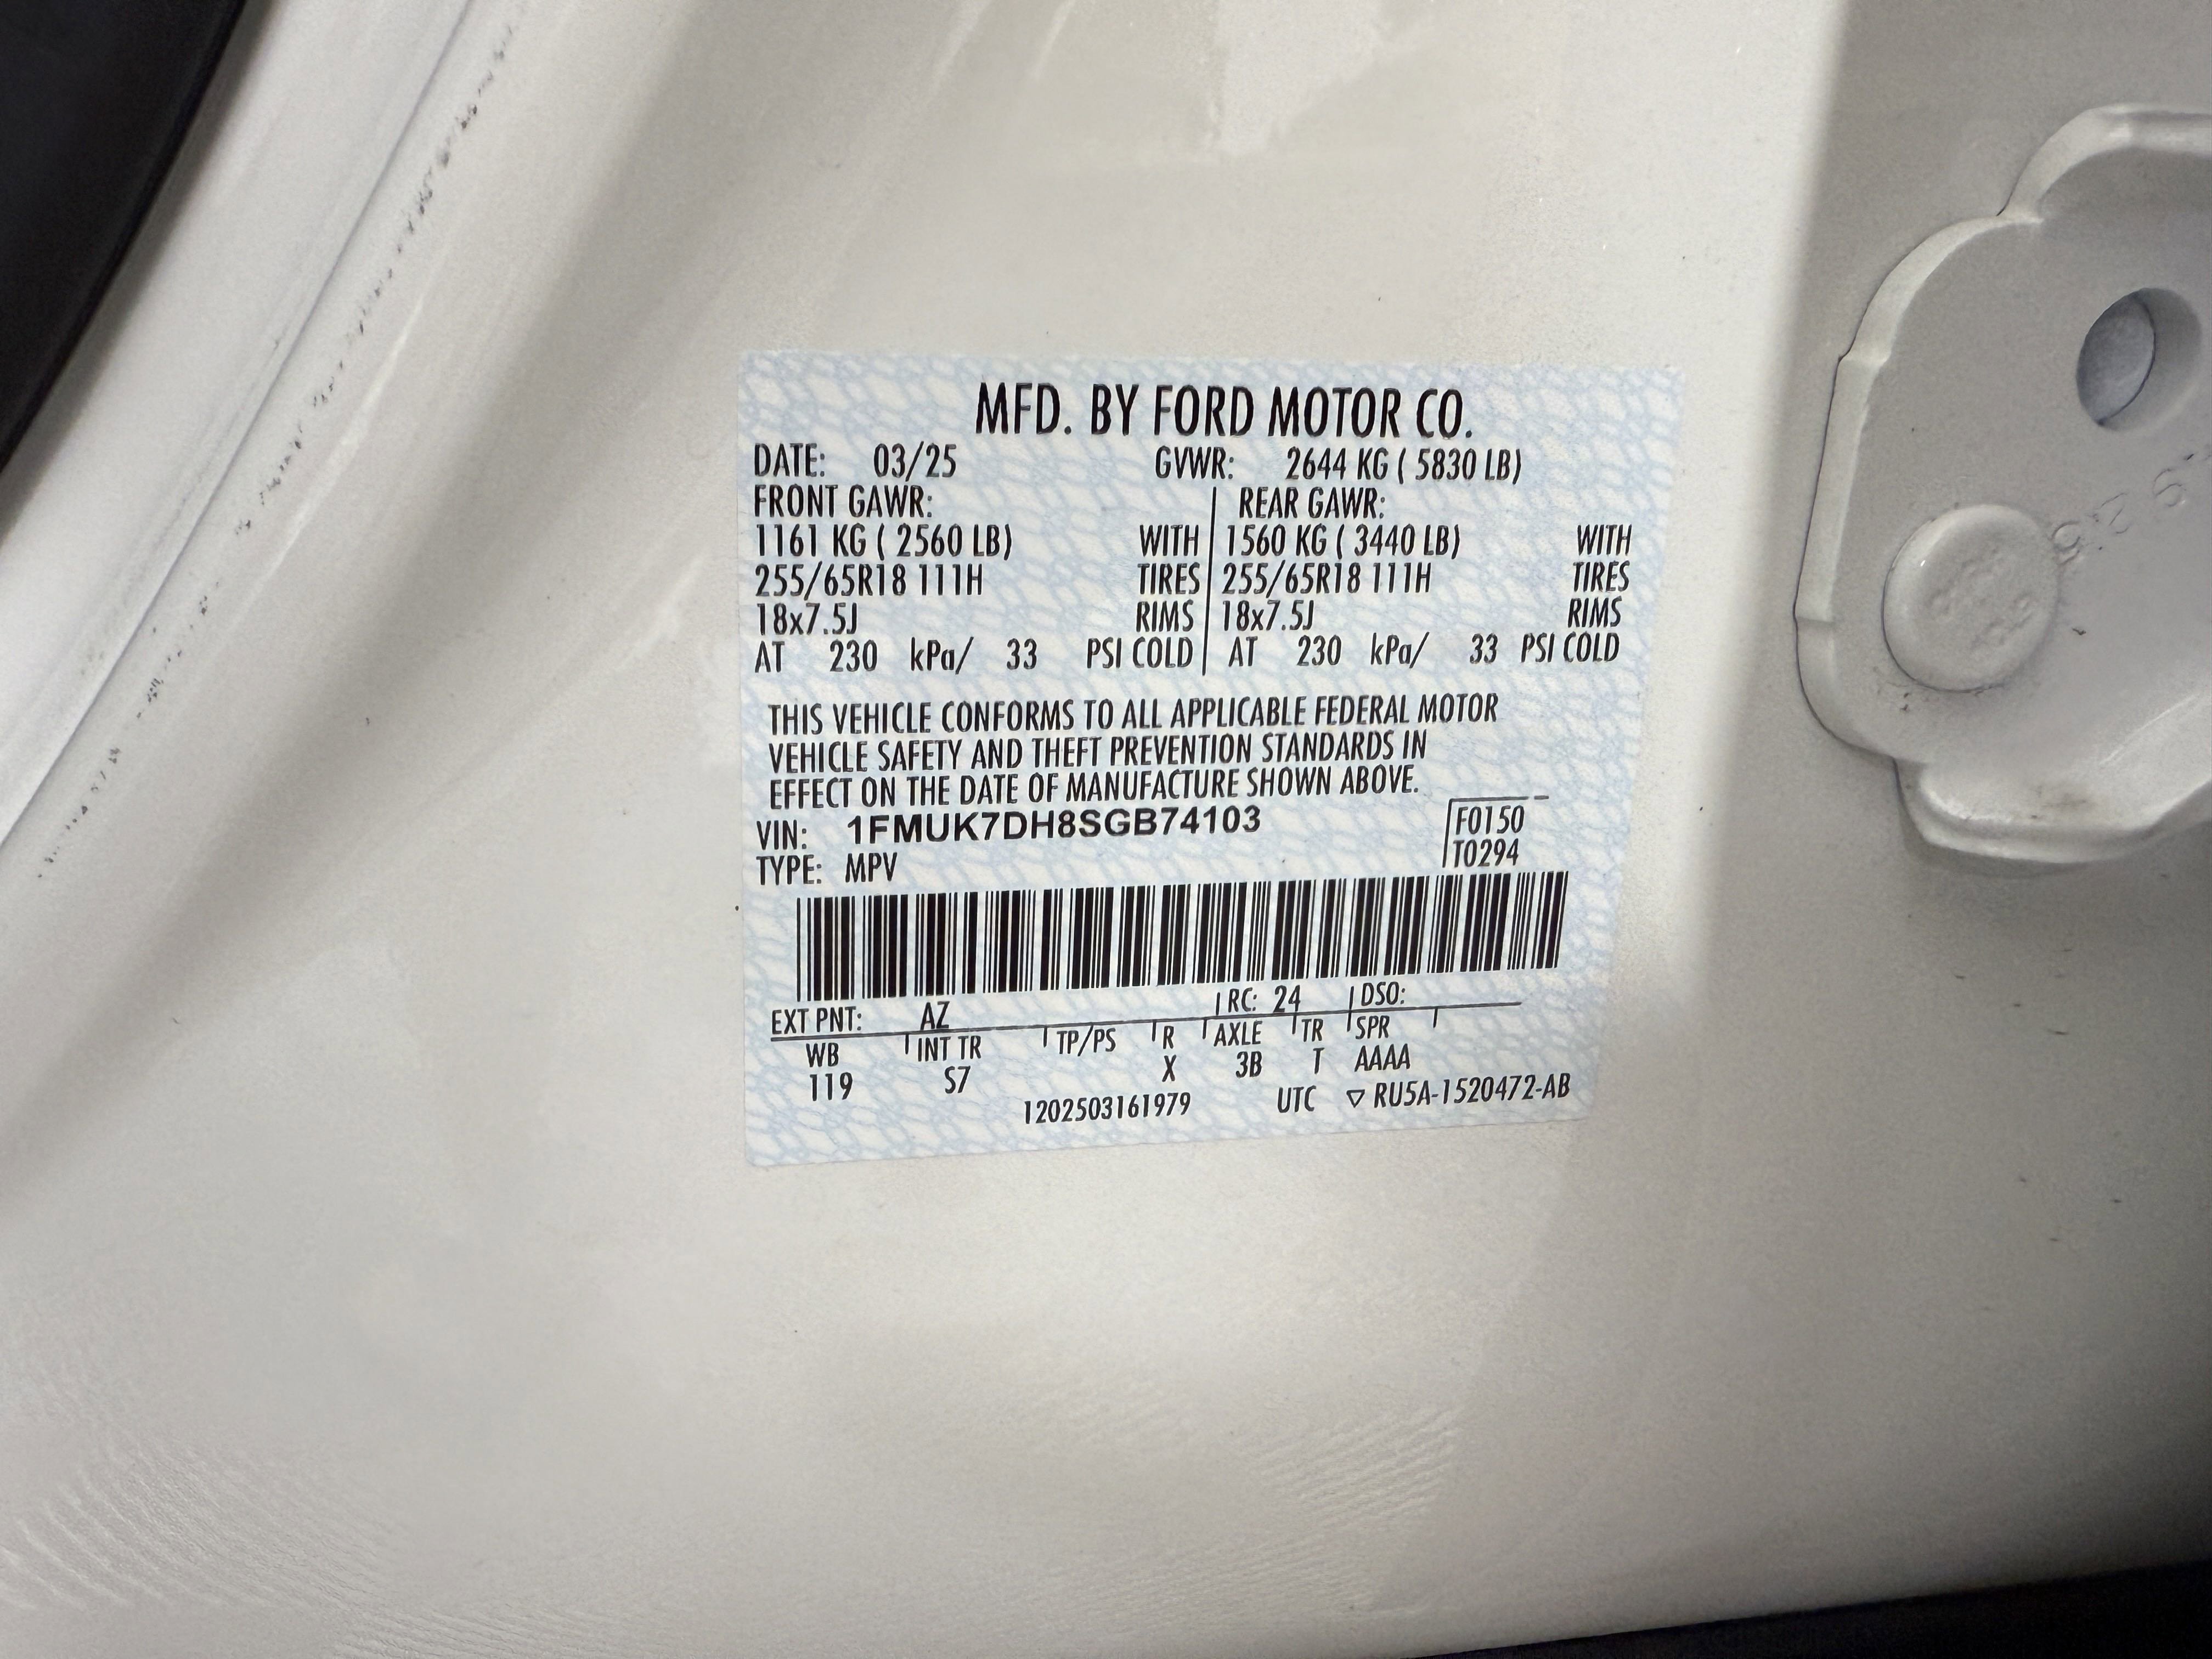 MFD. BY FORD MOTOR CO.
DATE: 03/25 GVWR: 2644 KG ( 5830 LB)
FRONT GAWR: REAR GAWR:
1161 KG ( 2560 LB) WITH 1560 KG ( 3440 LB) WITH
255/65R18 111H TIRES 255/65R18 111H TIRES
18x7.5J RIMS 18x7.5J RIMS
AT 230 kPa/ 33 PSI COLD AT 230 kPa/ 33 PSI COLD
THIS VEHICLE CONFORMS TO ALL APPLICABLE FEDERAL MOTOR
VEHICLE SAFETY AND THEFT PREVENTION STANDARDS IN
EFFECT ON THE DATE OF MANUFACTURE SHOWN ABOVE.
VIN: 1FMUK7DH8SGB74103 F0150
TYPE: MPV T0294
EXT PNT: AZ RC: 24 DSO:
WB INT TR TP/PS R AXLE TR SPR
119 S7 X 3B T AAAA
1202503161979 UTC ▽ RU5A-1520472-AB